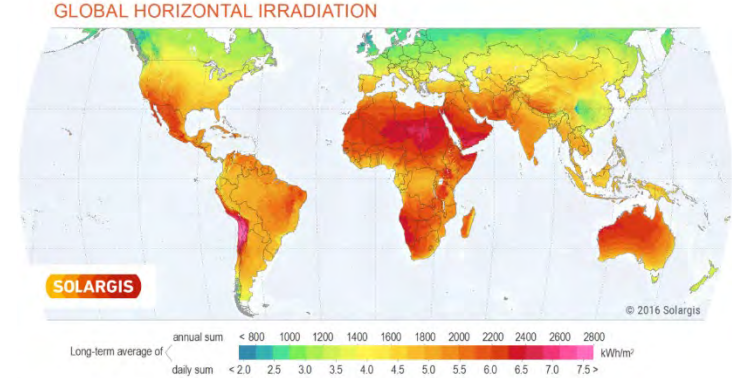 GLOBAL HORIZONTAL IRRADIATION
SOLARGIS
© 2016 Solargis
annual sum < 800 1000 1200 1400 1600 1800 2000 2200 2400 2600 2800
Long-term average of kWh/m²
daily sum < 2.0 2.5 3.0 3.5 4.0 4.5 5.0 5.5 6.0 6.5 7.0 7.5 >